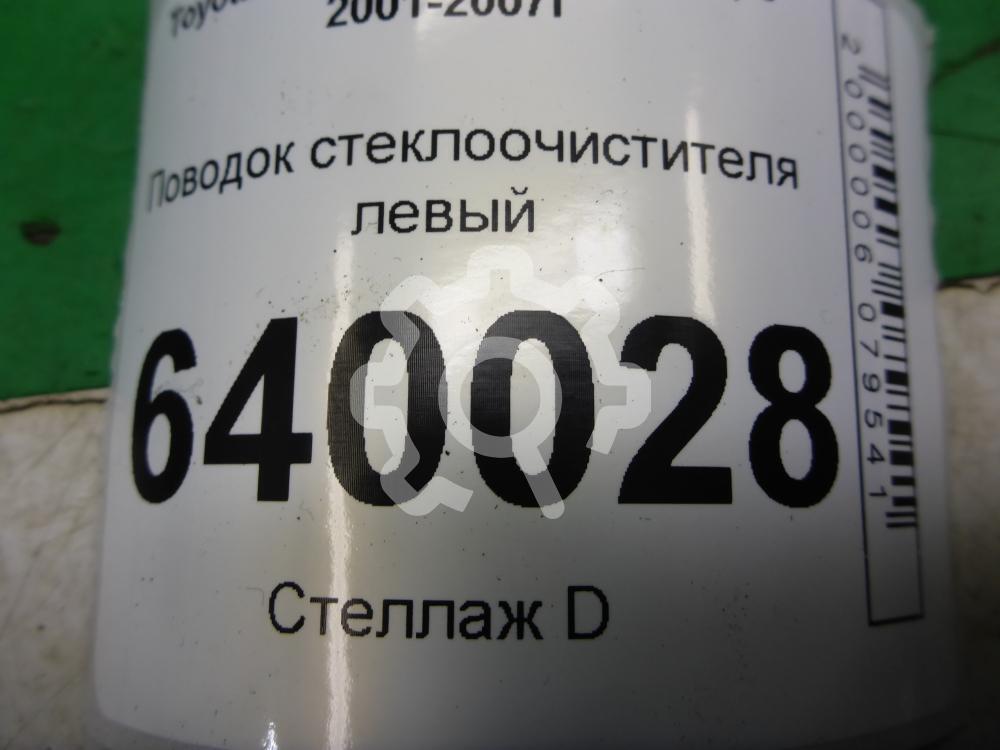 2001-2007г
Поводок стеклоочистителя
левый
640028
Стеллаж D
2000006079541